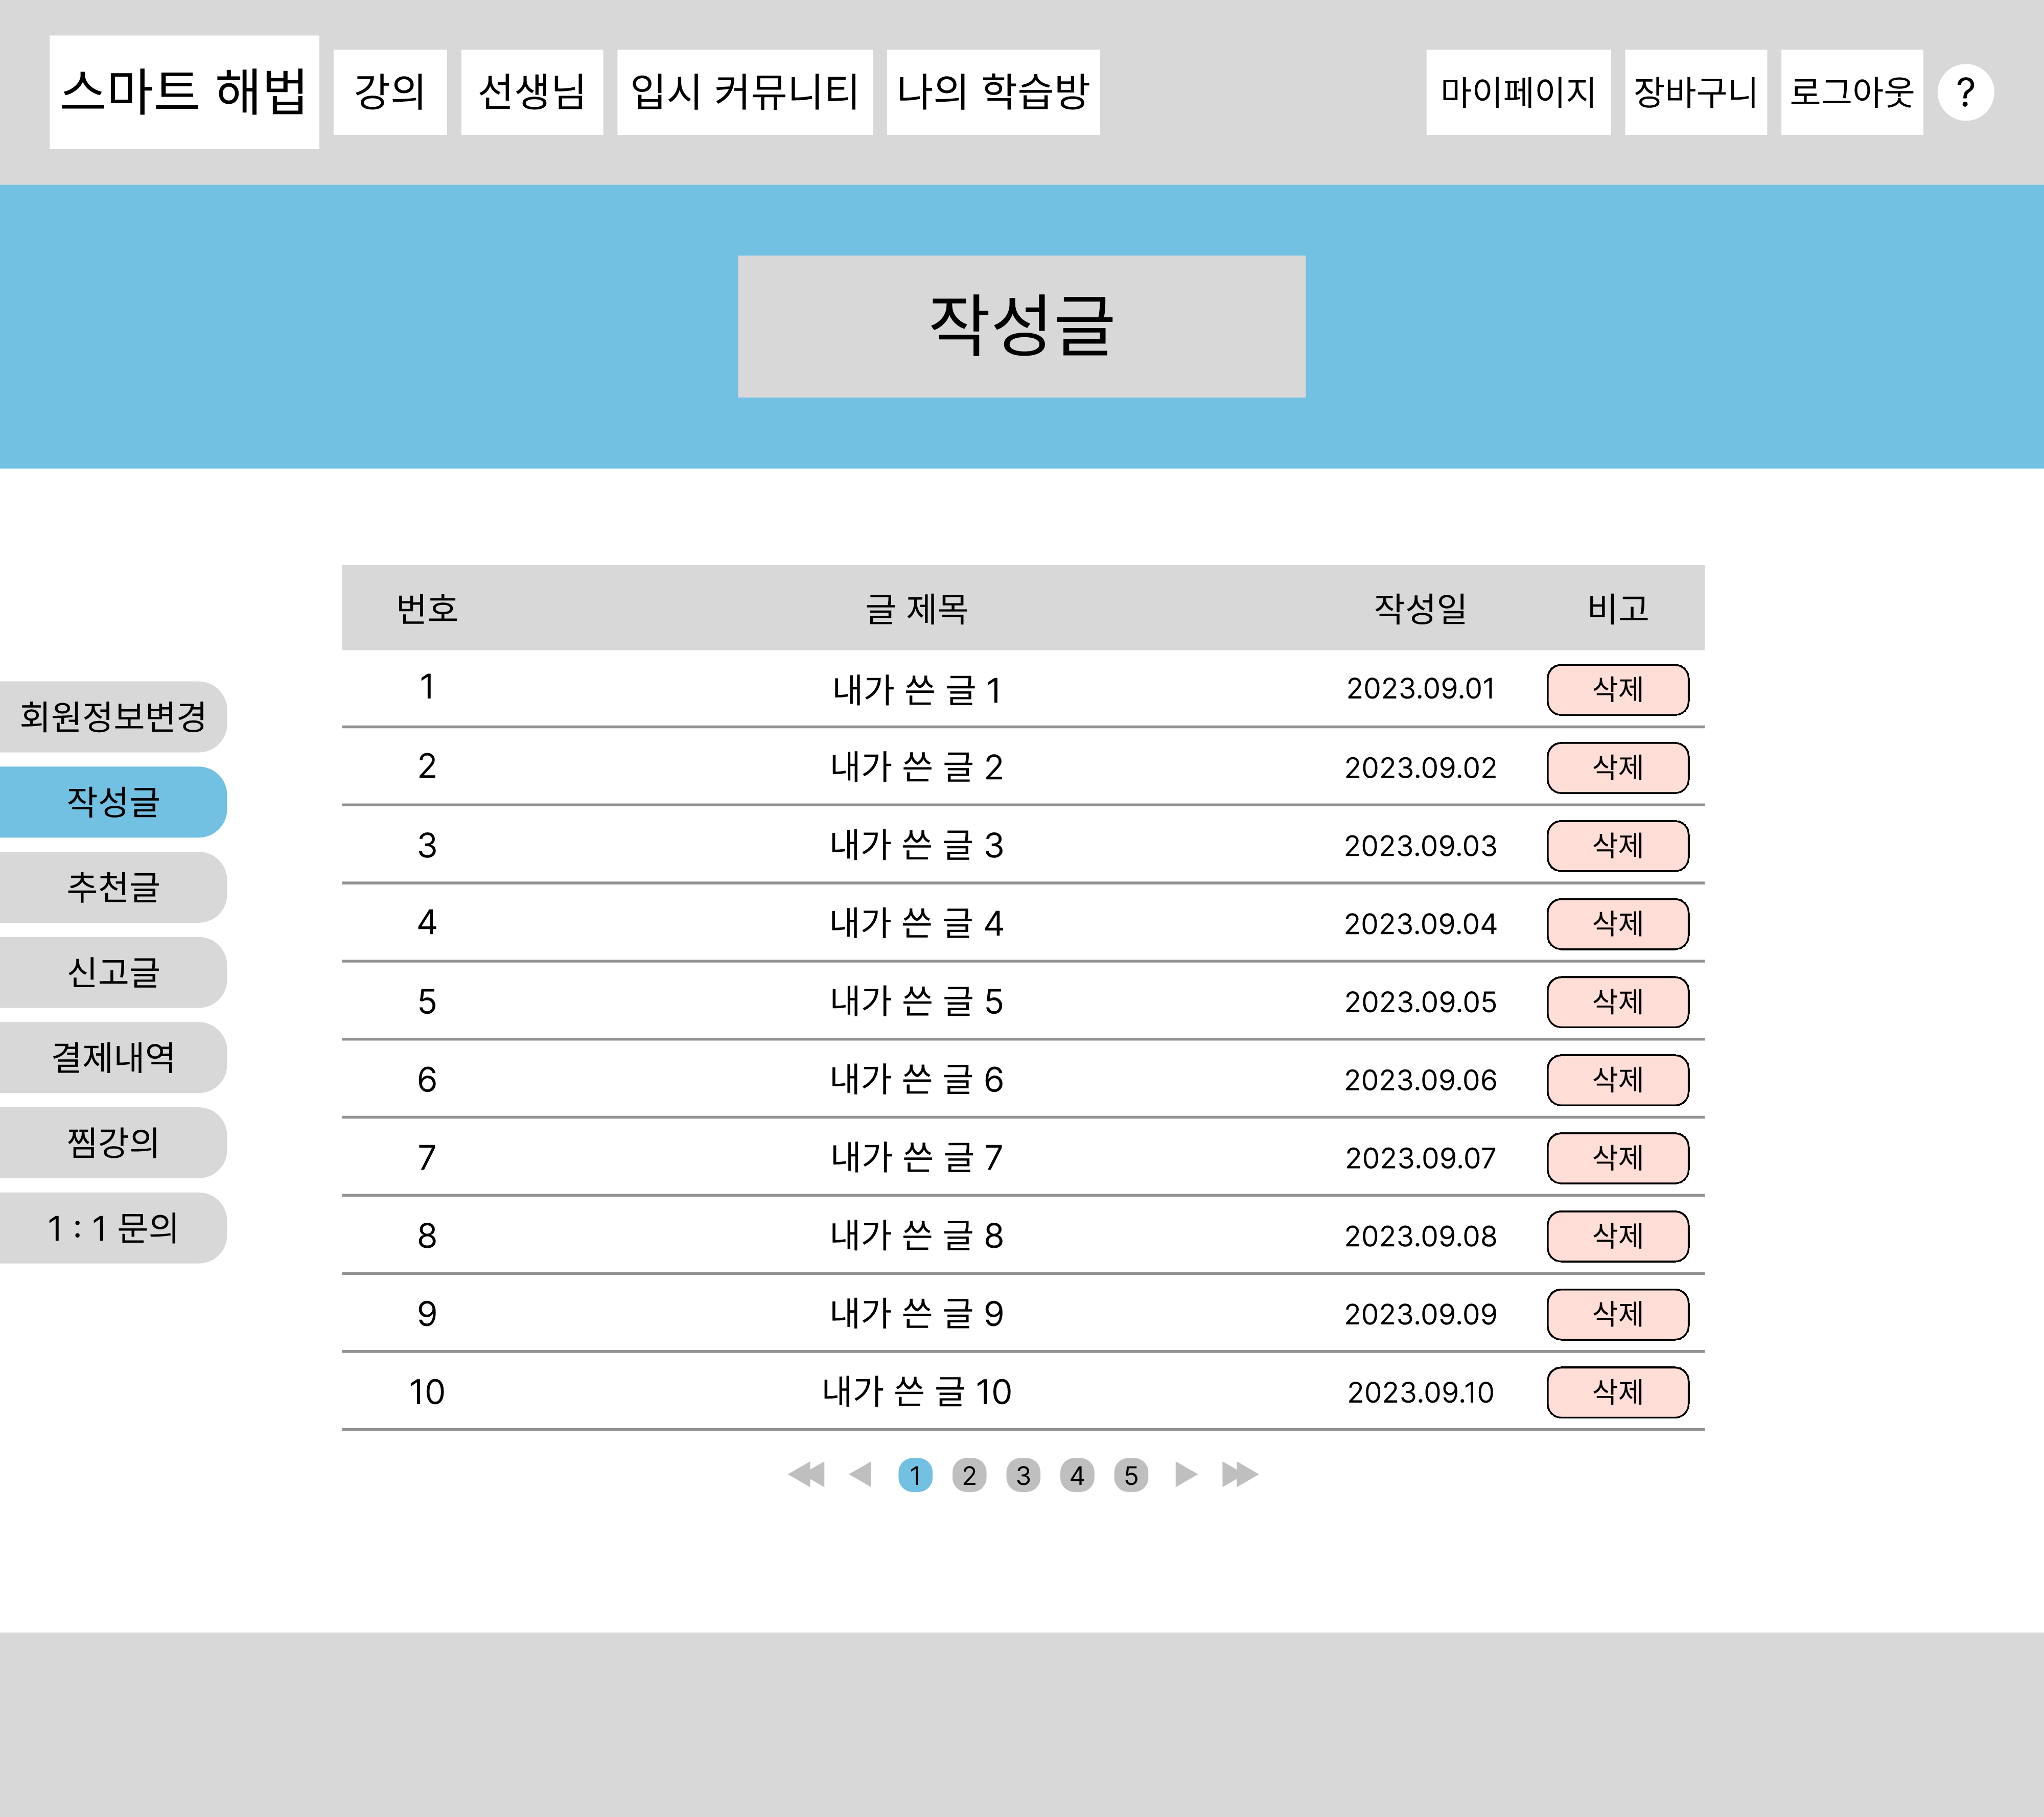 스마트 해법 강의 선생님 입시 커뮤니티 나의 학습방 마이페이지 장바구니 로그아웃 ?
작성글
회원정보변경
작성글
추천글
신고글
결제내역
찜강의
1 : 1 문의
번호 글 제목 작성일 비고
1 내가 쓴 글 1 2023.09.01 삭제
2 내가 쓴 글 2 2023.09.02 삭제
3 내가 쓴 글 3 2023.09.03 삭제
4 내가 쓴 글 4 2023.09.04 삭제
5 내가 쓴 글 5 2023.09.05 삭제
6 내가 쓴 글 6 2023.09.06 삭제
7 내가 쓴 글 7 2023.09.07 삭제
8 내가 쓴 글 8 2023.09.08 삭제
9 내가 쓴 글 9 2023.09.09 삭제
10 내가 쓴 글 10 2023.09.10 삭제
1 2 3 4 5